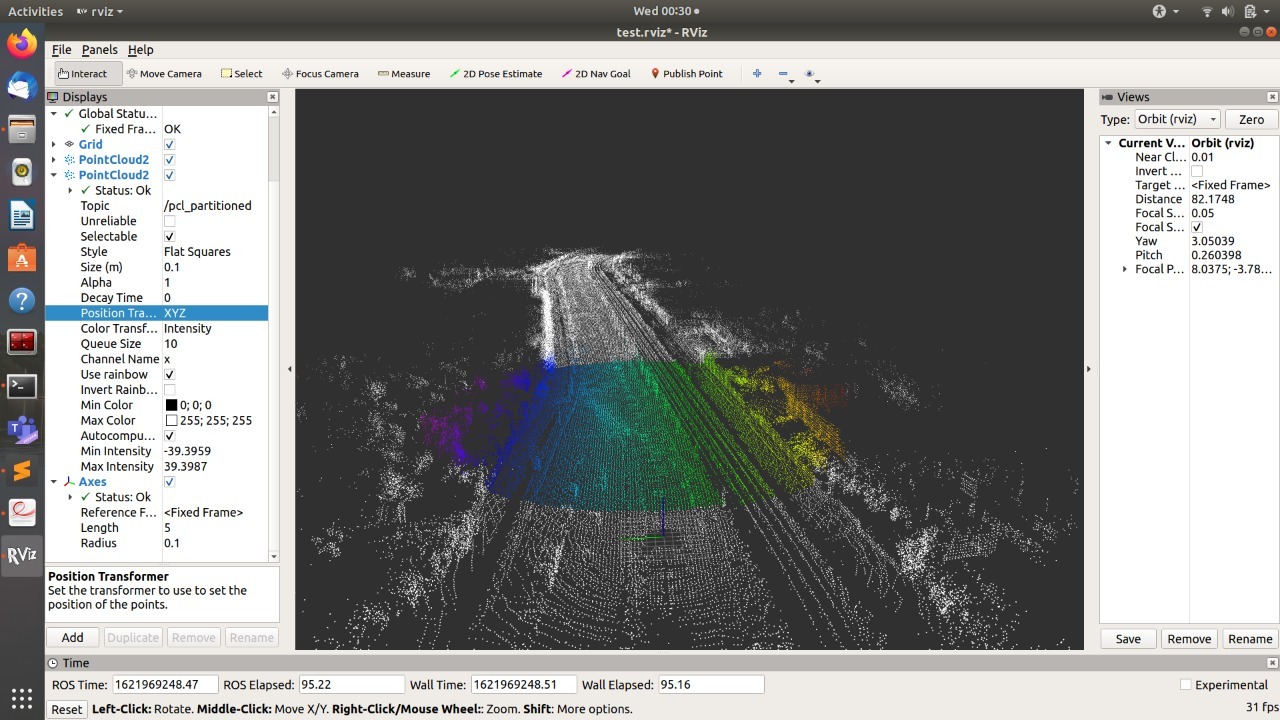 Activities rviz Wed 00:30
test.rviz* - RViz
File Panels Help
Interact Move Camera Select Focus Camera Measure 2D Pose Estimate 2D Nav Goal Publish Point
Displays
Global Statu...
Fixed Fra... OK
Grid
PointCloud2
PointCloud2
Status: Ok
Topic /pcl_partitioned
Unreliable
Selectable
Style Flat Squares
Size (m) 0.1
Alpha 1
Decay Time 0
Position Tra... XYZ
Color Transf... Intensity
Queue Size 10
Channel Name x
Use rainbow
Invert Rainb...
Min Color 0; 0; 0
Max Color 255; 255; 255
Autocompu...
Min Intensity -39.3959
Max Intensity 39.3987
Axes
Status: Ok
Reference F... <Fixed Frame>
Length 5
Radius 0.1
Position Transformer
Set the transformer to use to set the
position of the points.
Add Duplicate Remove Rename
Views
Type: Orbit (rviz) Zero
Current V... Orbit (rviz)
Near Cl... 0.01
Invert ...
Target ... <Fixed Frame>
Distance 82.1748
Focal S... 0.05
Focal S...
Yaw 3.05039
Pitch 0.260398
Focal P... 8.0375; -3.78...
Save Remove Rename
RViz
Time
ROS Time: 1621969248.47 ROS Elapsed: 95.22 Wall Time: 1621969248.51 Wall Elapsed: 95.16 Experimental
Reset Left-Click: Rotate. Middle-Click: Move X/Y. Right-Click/Mouse Wheel:: Zoom. Shift: More options. 31 fps